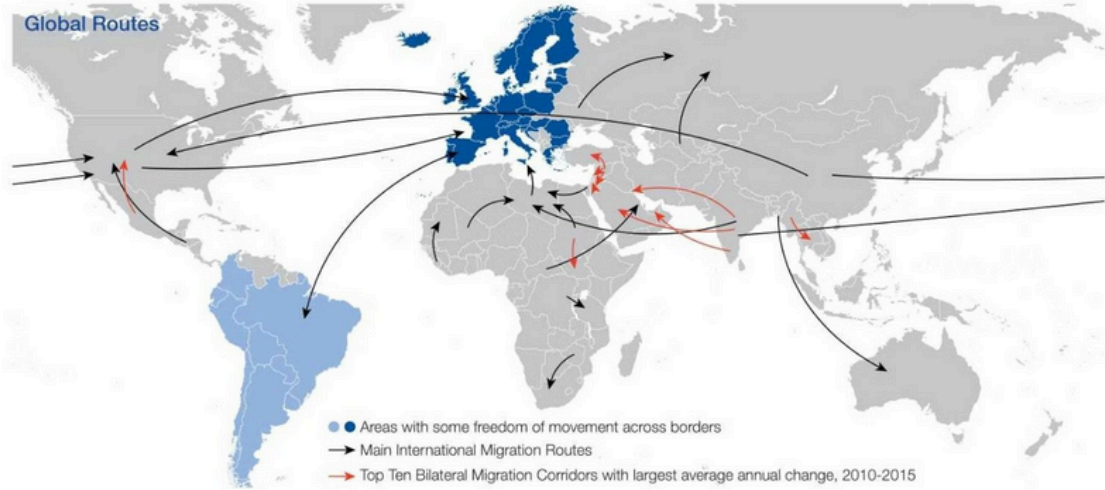 Global Routes
Areas with some freedom of movement across borders
Main International Migration Routes
Top Ten Bilateral Migration Corridors with largest average annual change, 2010-2015